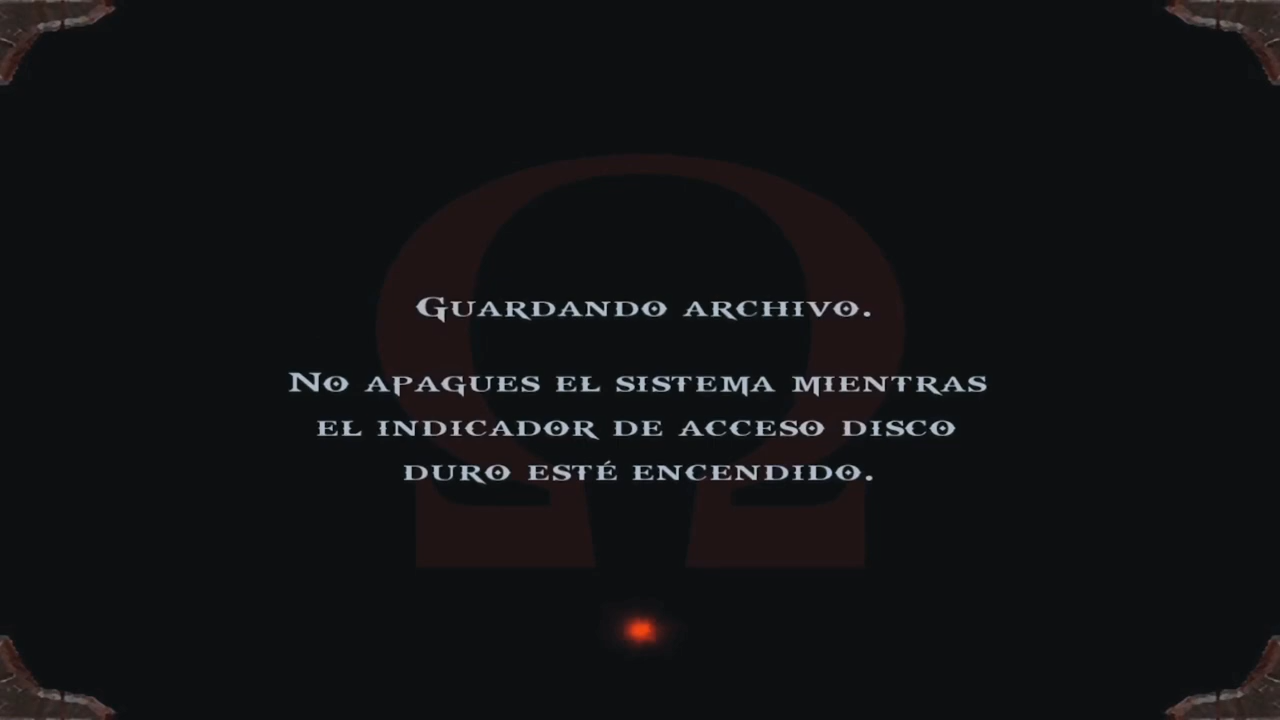 Guardando archivo.
No apagues el sistema mientras
el indicador de acceso disco
duro esté encendido.